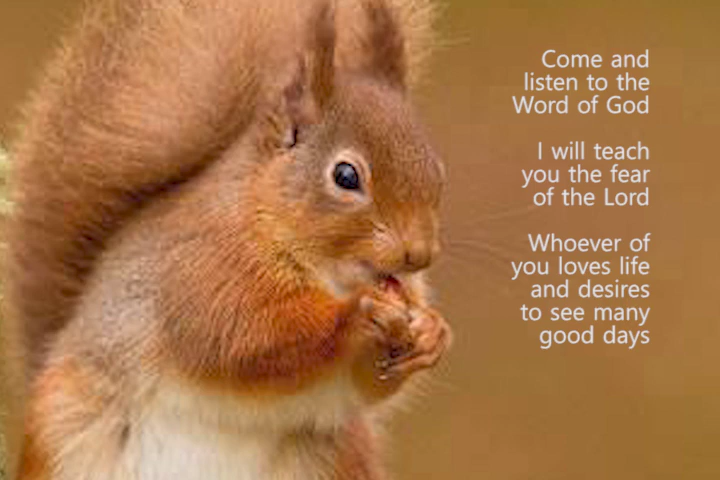 Come and
listen to the
Word of God
I will teach
you the fear
of the Lord
Whoever of
you loves life
and desires
to see many
good days